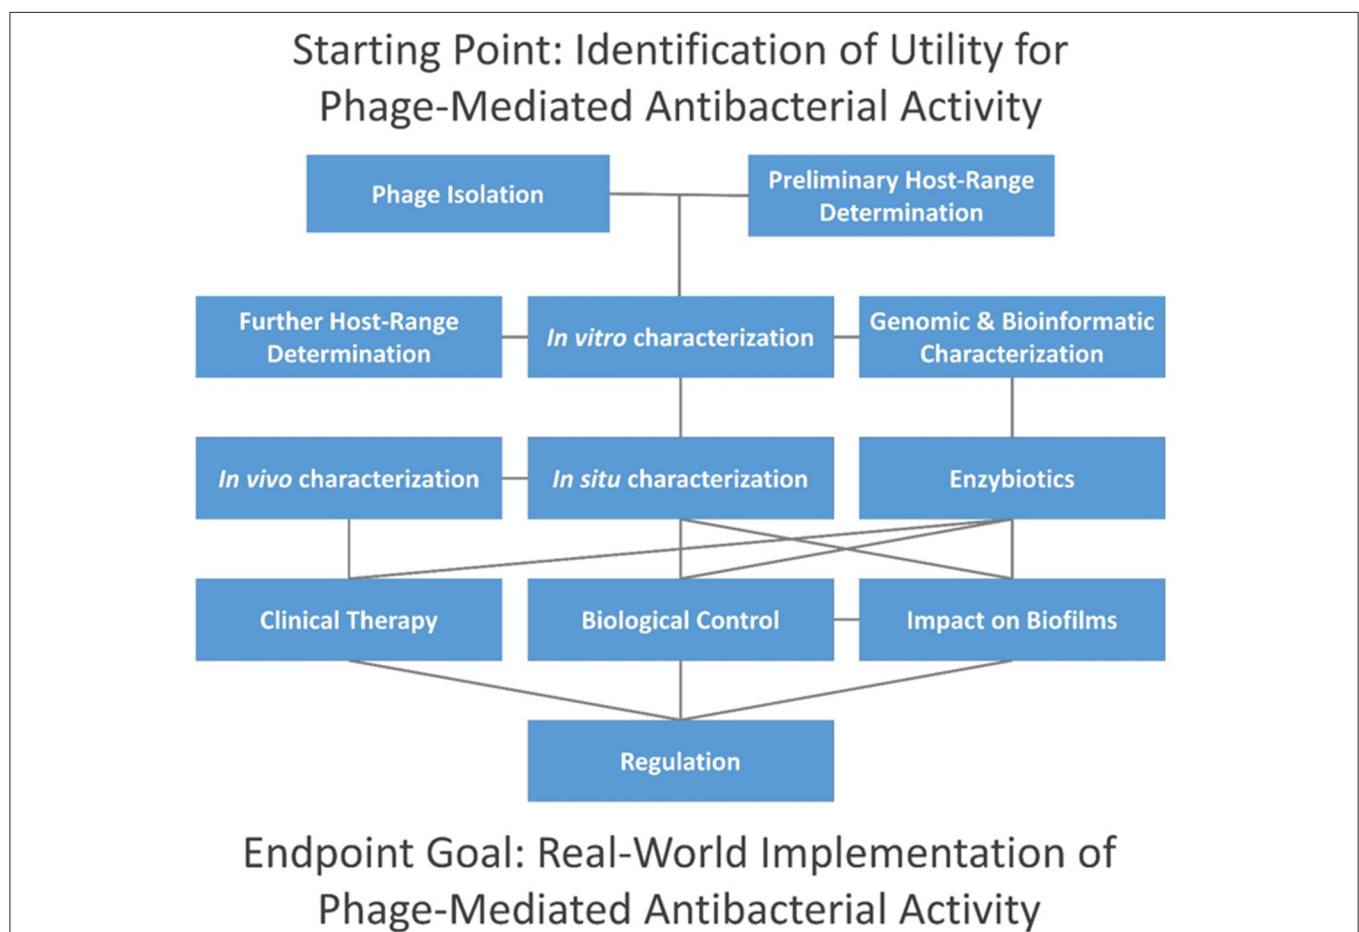 Starting Point: Identification of Utility for
Phage-Mediated Antibacterial Activity
Phage Isolation
Preliminary Host-Range
Determination
Further Host-Range
Determination
In vitro characterization
Genomic & Bioinformatic
Characterization
In vivo characterization
In situ characterization
Enzybiotics
Clinical Therapy
Biological Control
Impact on Biofilms
Regulation
Endpoint Goal: Real-World Implementation of
Phage-Mediated Antibacterial Activity